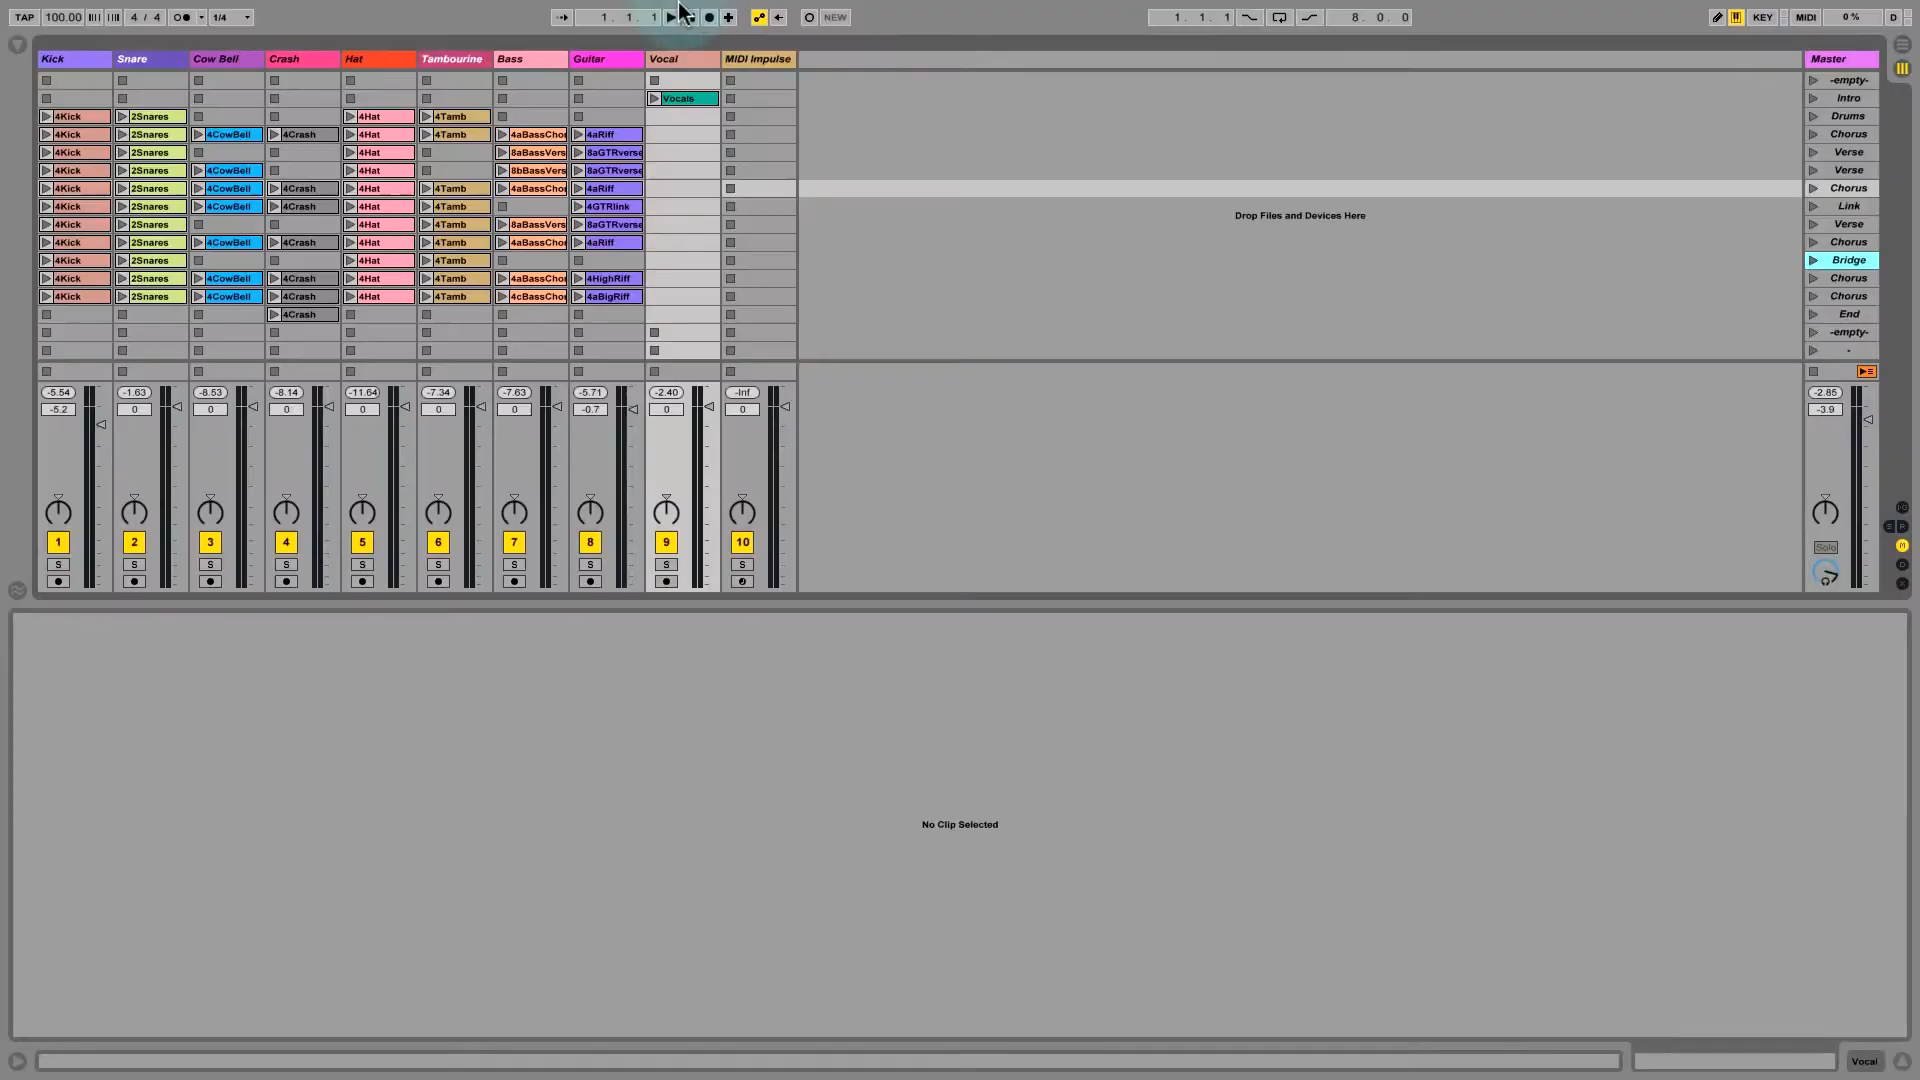 TAP 100.00 4 / 4 1/4 1. 1. 1 NEW 1. 1. 1 8. 0. 0 KEY MIDI 0 % D
Kick Snare Cow Bell Crash Hat Tambourine Bass Guitar Vocal MIDI Impulse Master
-empty-
Vocals Intro
4Kick 2Snares 4Hat 4Tamb Drums
4Kick 2Snares 4CowBell 4Crash 4Hat 4Tamb 4aBassChor 4aRiff Chorus
4Kick 2Snares 4Hat 8aBassVers 8aGTRverse Verse
4Kick 2Snares 4CowBell 4Hat 8bBassVers 8aGTRverse Verse
4Kick 2Snares 4CowBell 4Crash 4Hat 4Tamb 4aBassChor 4aRiff Chorus
4Kick 2Snares 4CowBell 4Crash 4Hat 4Tamb 4GTRlink Link
Drop Files and Devices Here
4Kick 2Snares 4Hat 4Tamb 8aBassVers 8aGTRverse Verse
4Kick 2Snares 4CowBell 4Crash 4Hat 4Tamb 4aBassChor 4aRiff Chorus
4Kick 2Snares 4Hat 4Tamb Bridge
4Kick 2Snares 4CowBell 4Crash 4Hat 4Tamb 4aBassChor 4HighRiff Chorus
4Kick 2Snares 4CowBell 4Crash 4Hat 4Tamb 4cBassChor 4aBigRiff Chorus
4Crash End
-empty-
-
-5.54 -1.63 -8.53 -8.14 -11.64 -7.34 -7.63 -5.71 -2.40 -Inf -2.85
-5.2 0 0 0 0 0 0 -0.7 0 0 -3.9
1 2 3 4 5 6 7 8 9 10 Solo
S S S S S S S S S S
No Clip Selected
Vocal